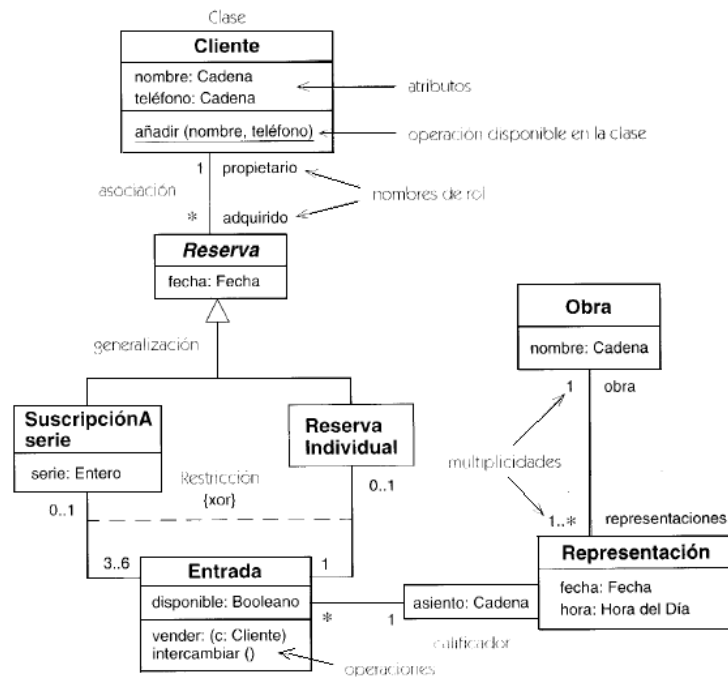 Clase
Cliente
nombre: Cadena
teléfono: Cadena
atributos
añadir (nombre, teléfono)
operación disponible en la clase
1 propietario
asociación
nombres de rol
* adquirido
Reserva
fecha: Fecha
generalización
Obra
nombre: Cadena
1 obra
SuscripciónA
serie
serie: Entero
Reserva
Individual
multiplicidades
Restricción
{xor}
0..1
0..1
1..* representaciones
3..6
1
Entrada
disponible: Booleano
vender: (c: Cliente)
intercambiar ()
operaciones
*
1
asiento: Cadena
calificador
Representación
fecha: Fecha
hora: Hora del Día